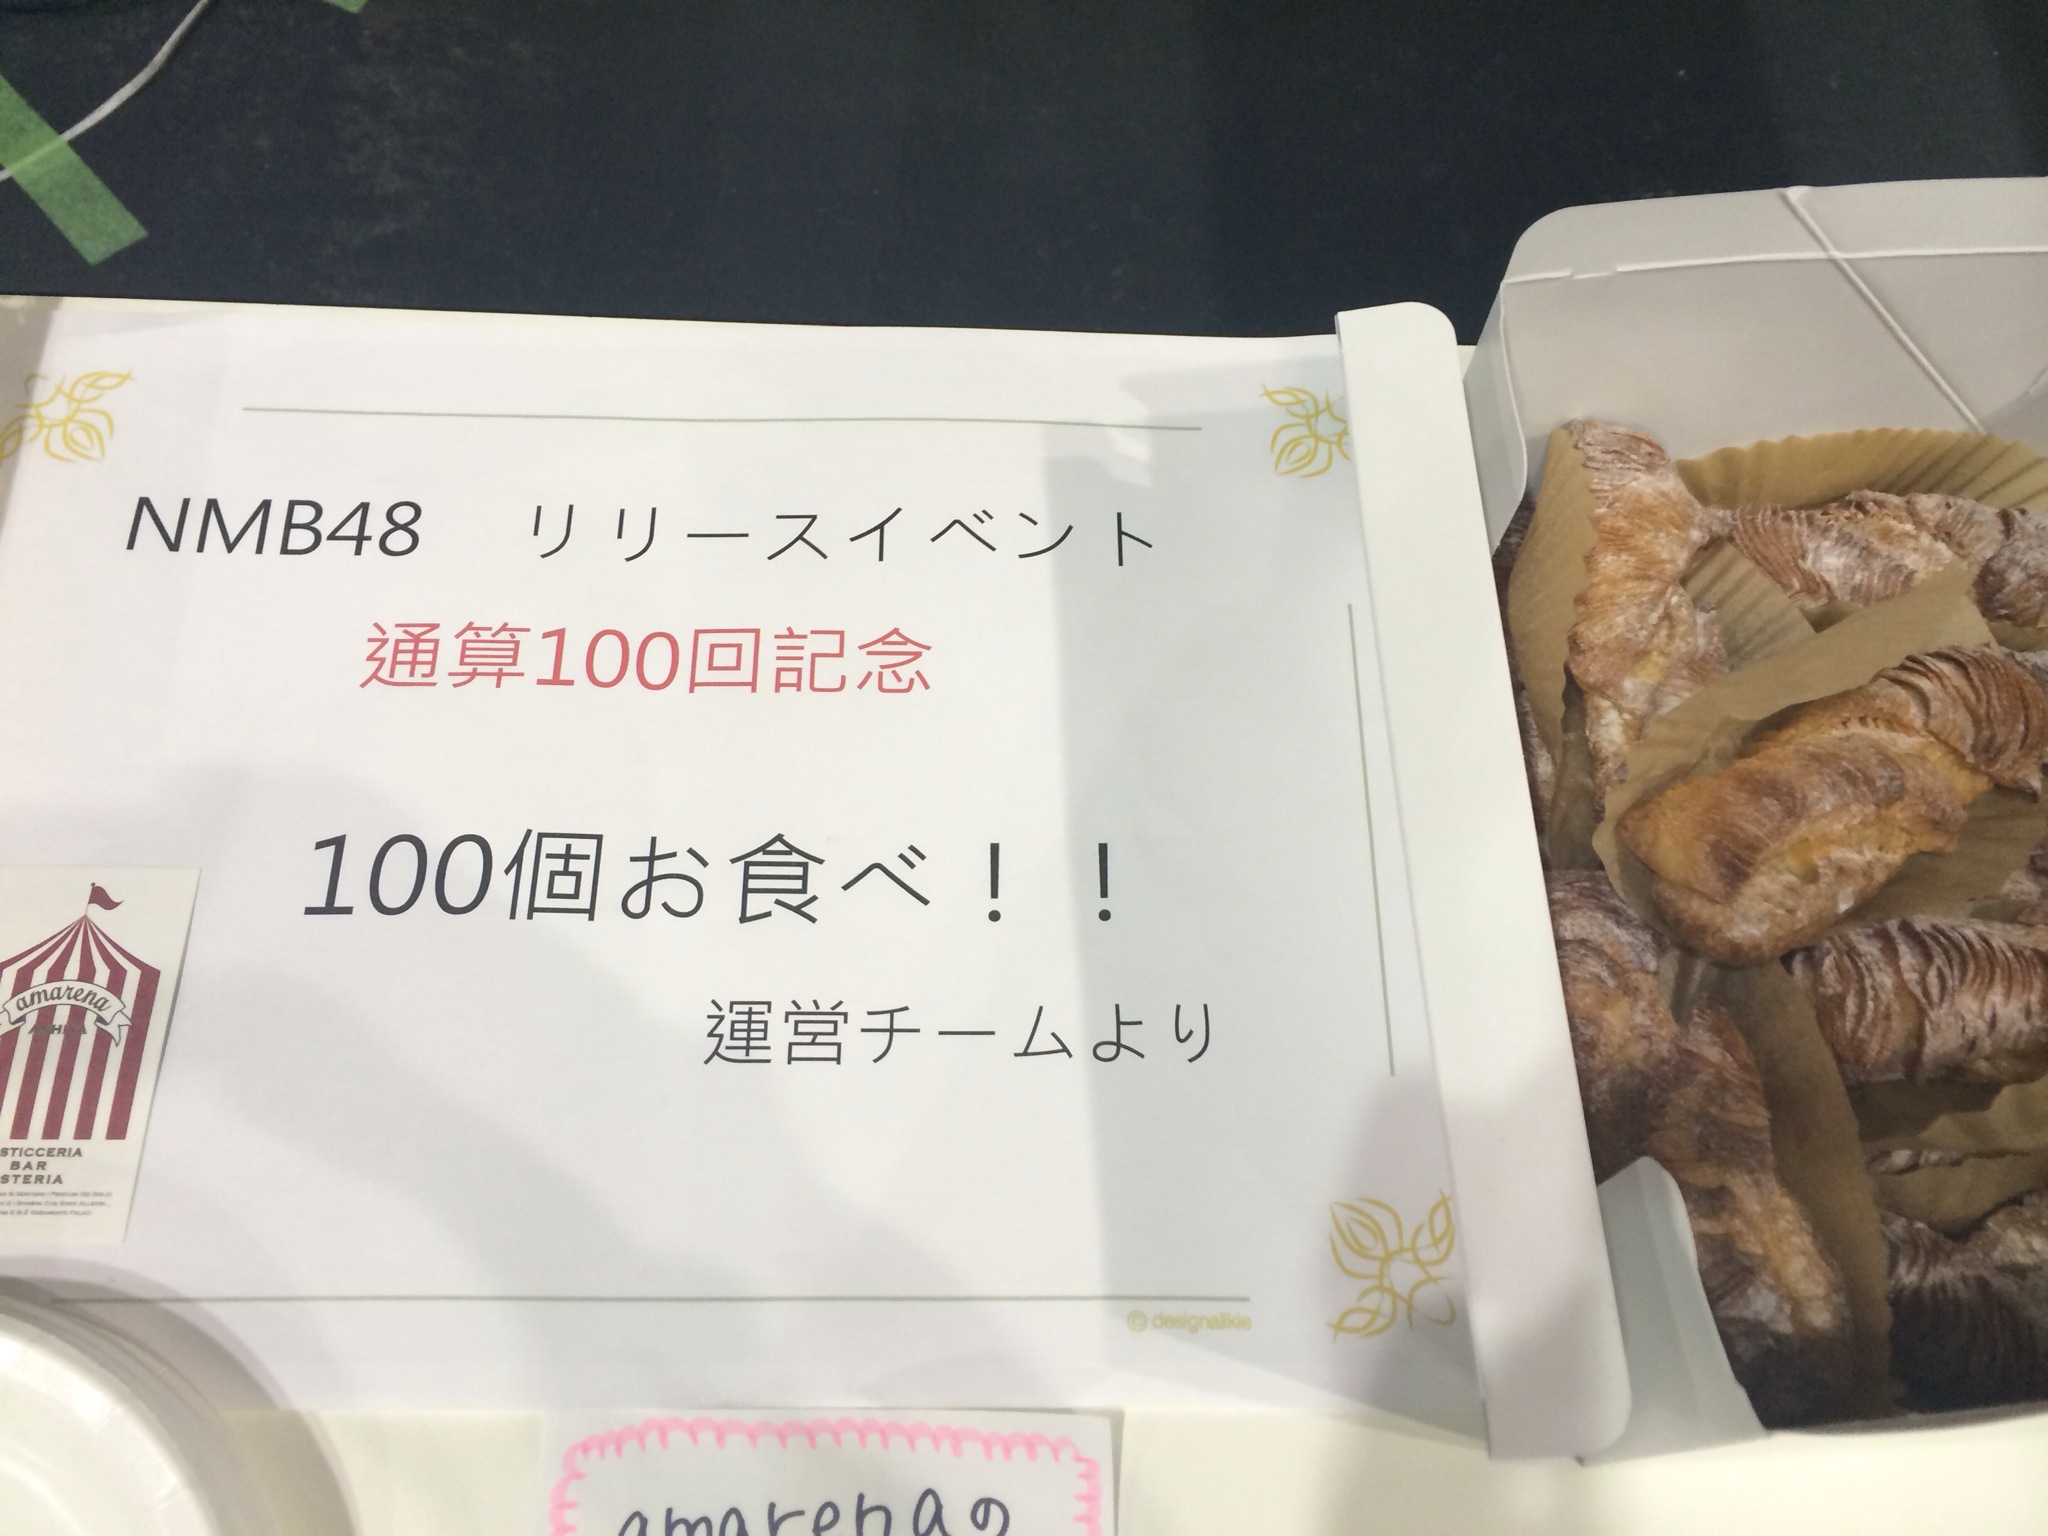 NMB48 リリースイベント
通算100回記念
100個お食べ！！
運営チームより
amarena
BAR
© designalikie
amarenaの